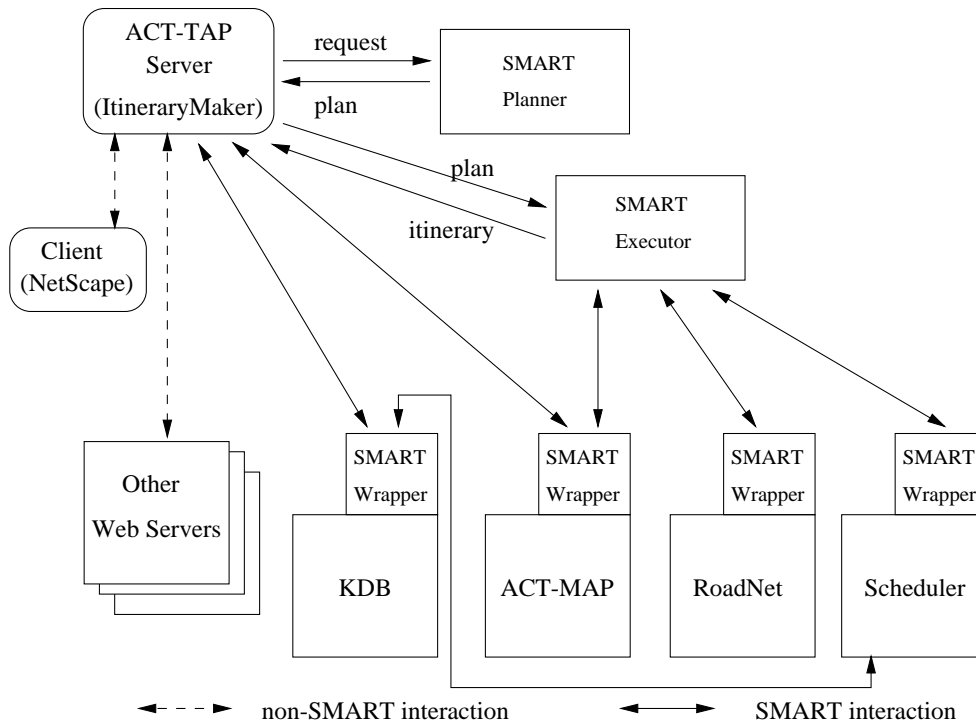 ACT-TAP
Server
(ItineraryMaker)
request
plan
SMART
Planner
plan
itinerary
SMART
Executor
Client
(NetScape)
Other
Web Servers
SMART
Wrapper
KDB
SMART
Wrapper
ACT-MAP
SMART
Wrapper
RoadNet
SMART
Wrapper
Scheduler
non-SMART interaction
SMART interaction